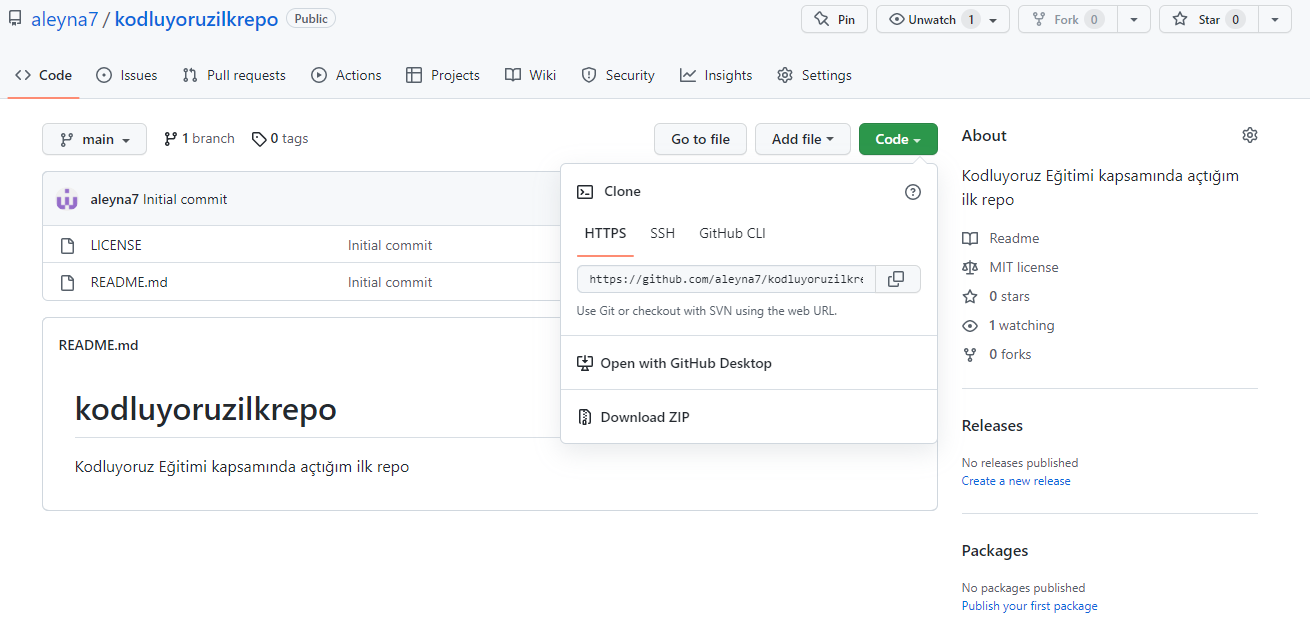 aleyna7 / kodluyoruzilkrepo Public Pin Unwatch 1 Fork 0 Star 0
Code Issues Pull requests Actions Projects Wiki Security Insights Settings
main 1 branch 0 tags Go to file Add file Code
aleyna7 Initial commit
LICENSE Initial commit
README.md Initial commit
Clone
HTTPS SSH GitHub CLI
https://github.com/aleyna7/kodluyoruzilkre
Use Git or checkout with SVN using the web URL.
Open with GitHub Desktop
Download ZIP
README.md
kodluyoruzilkrepo
Kodluyoruz Eğitimi kapsamında açtığım ilk repo
About
Kodluyoruz Eğitimi kapsamında açtığım
ilk repo
Readme
MIT license
0 stars
1 watching
0 forks
Releases
No releases published
Create a new release
Packages
No packages published
Publish your first package